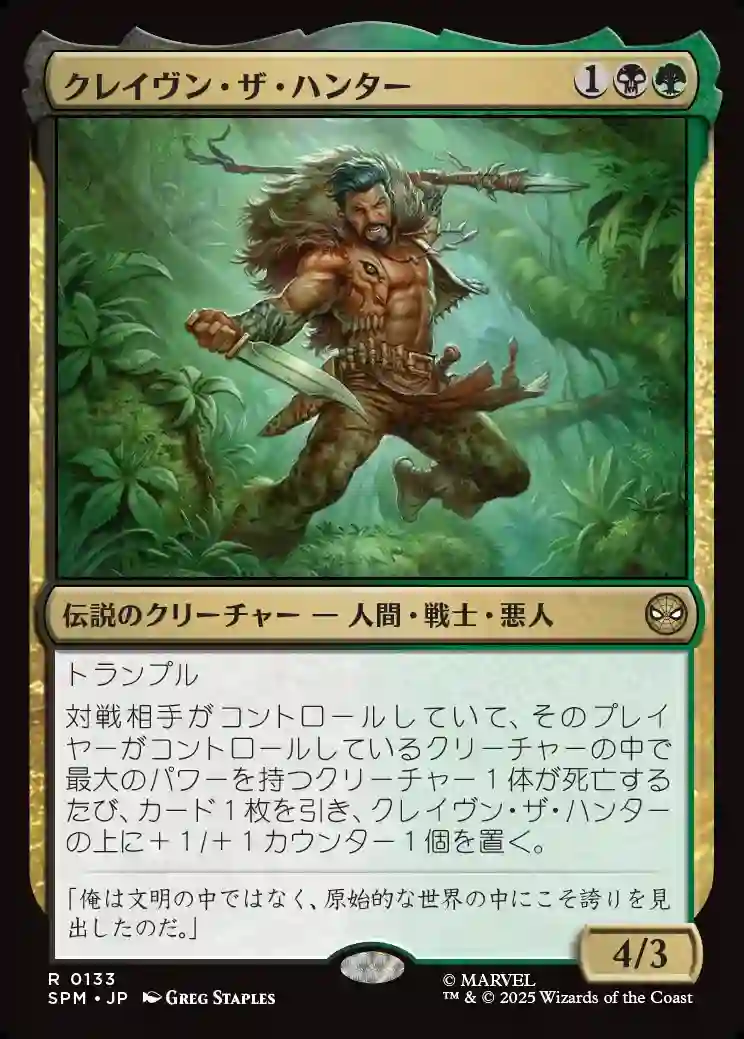 クレイヴン・ザ・ハンター 1
伝説のクリーチャー — 人間・戦士・悪人
トランプル
対戦相手がコントロールしていて、そのプレイ
ヤーがコントロールしているクリーチャーの中で
最大のパワーを持つクリーチャー1体が死亡する
たび、カード1枚を引き、クレイヴン・ザ・ハンター
の上に+1/+1カウンター1個を置く。
「俺は文明の中ではなく、原始的な世界の中にこそ誇りを見
出したのだ。」
4/3
R 0133
SPM • JP GREG STAPLES
© MARVEL
™ & © 2025 Wizards of the Coast